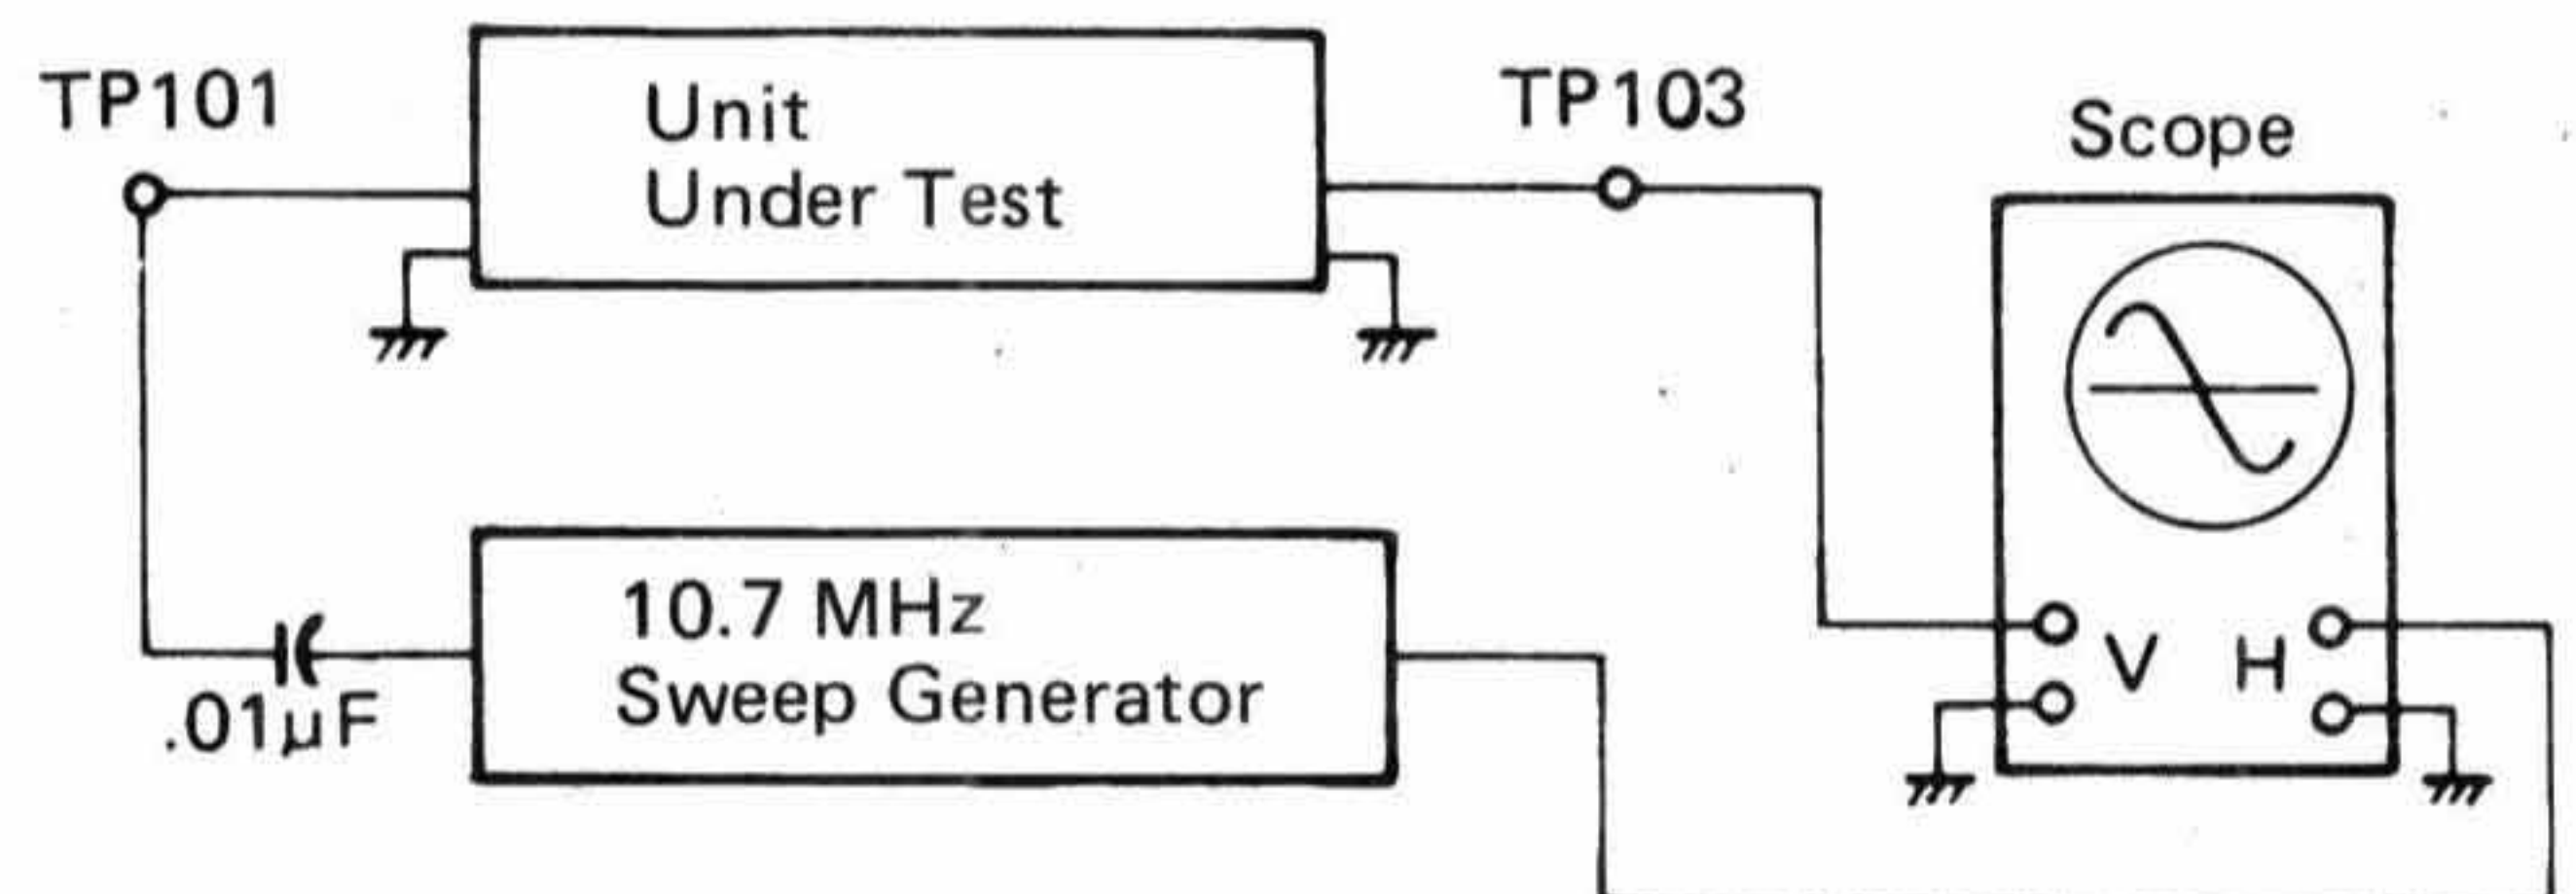 TP101
Unit
Under Test
TP103
Scope
10.7 MHz
Sweep Generator
.01µF
V H